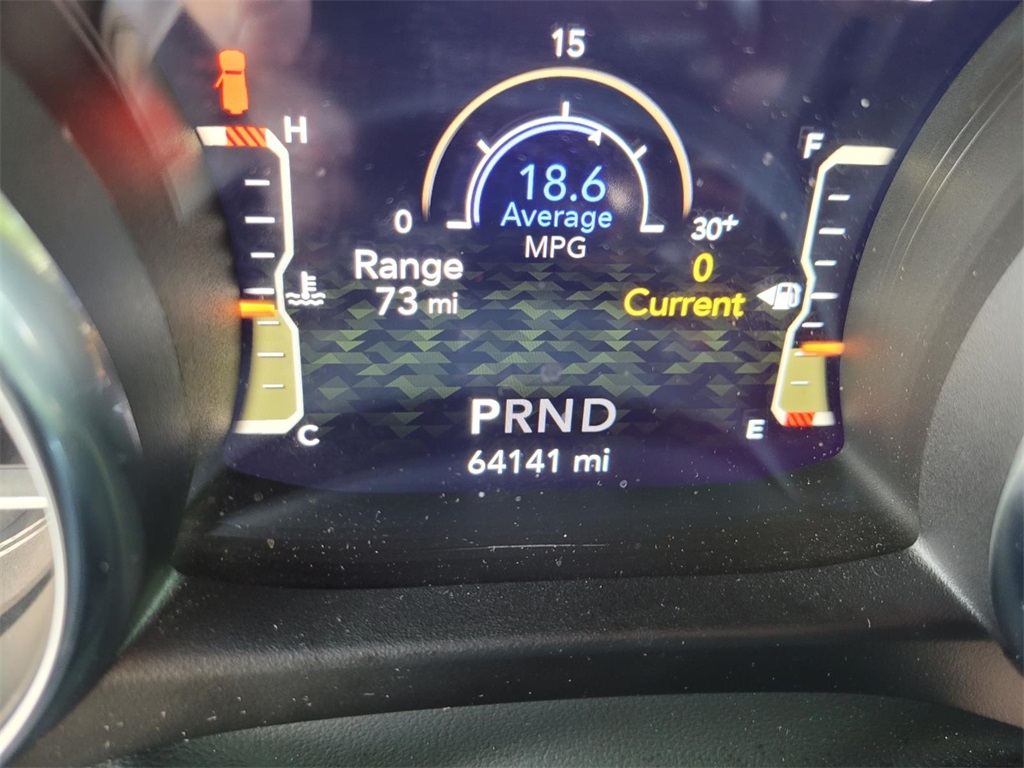 15
H
F
18.6
Average
MPG
0
30+
Range
73 mi
0
Current
PRND
C
E
64141 mi